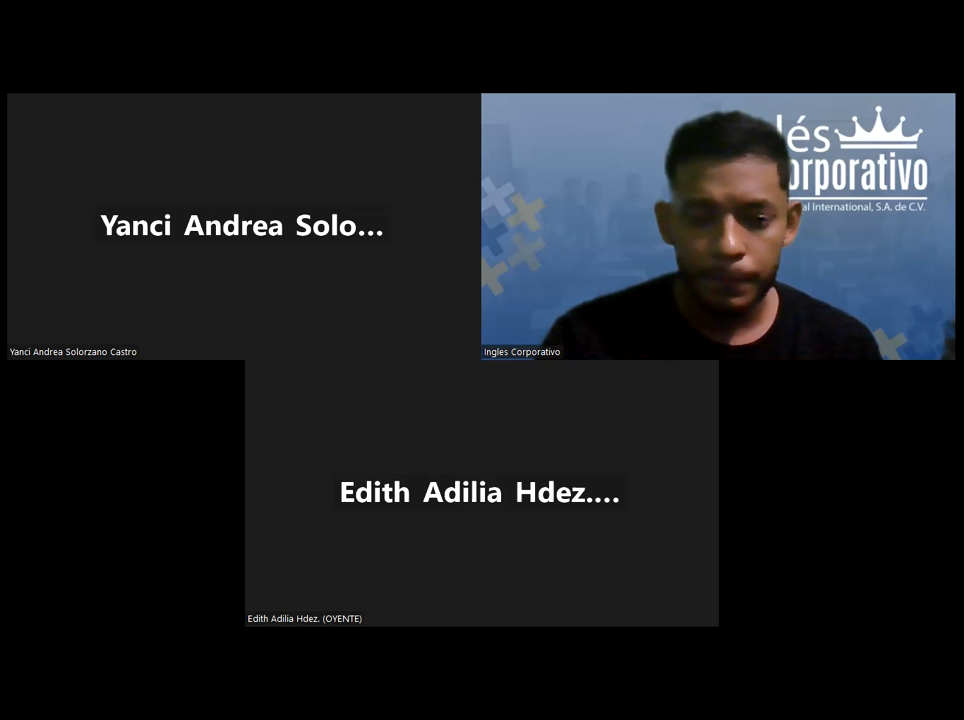 Yanci Andrea Solo...
Yanci Andrea Solorzano Castro
lés
orporativo
al International, S.A. de C.V.
Ingles Corporativo
Edith Adilia Hdez....
Edith Adilia Hdez. (OYENTE)